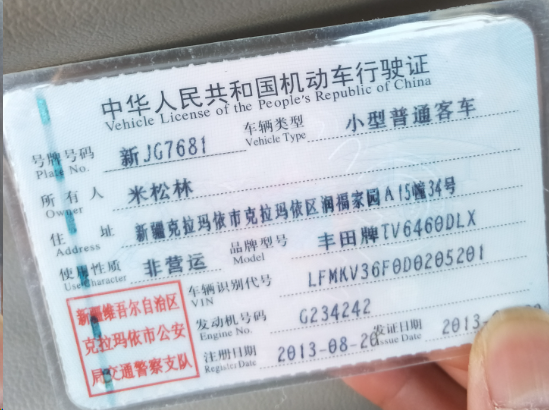 中华人民共和国机动车行驶证
Vehicle License of the People's Republic of China
号牌号码 新JG7681 车辆类型 小型普通客车
Plate No. Vehicle Type
所有人 米松林
Owner
住址 新疆克拉玛依市克拉玛依区润福家园A15幢34号
Address
使用性质 非营运 品牌型号 丰田牌TV6460DLX
Use Character Model
车辆识别代号 LFMKV36F0D0205201
VIN
新疆维吾尔自治区
克拉玛依市公安
局交通警察支队
发动机号码 G234242
Engine No.
注册日期 2013-08-20 发证日期 2013-
Register Date Issue Date